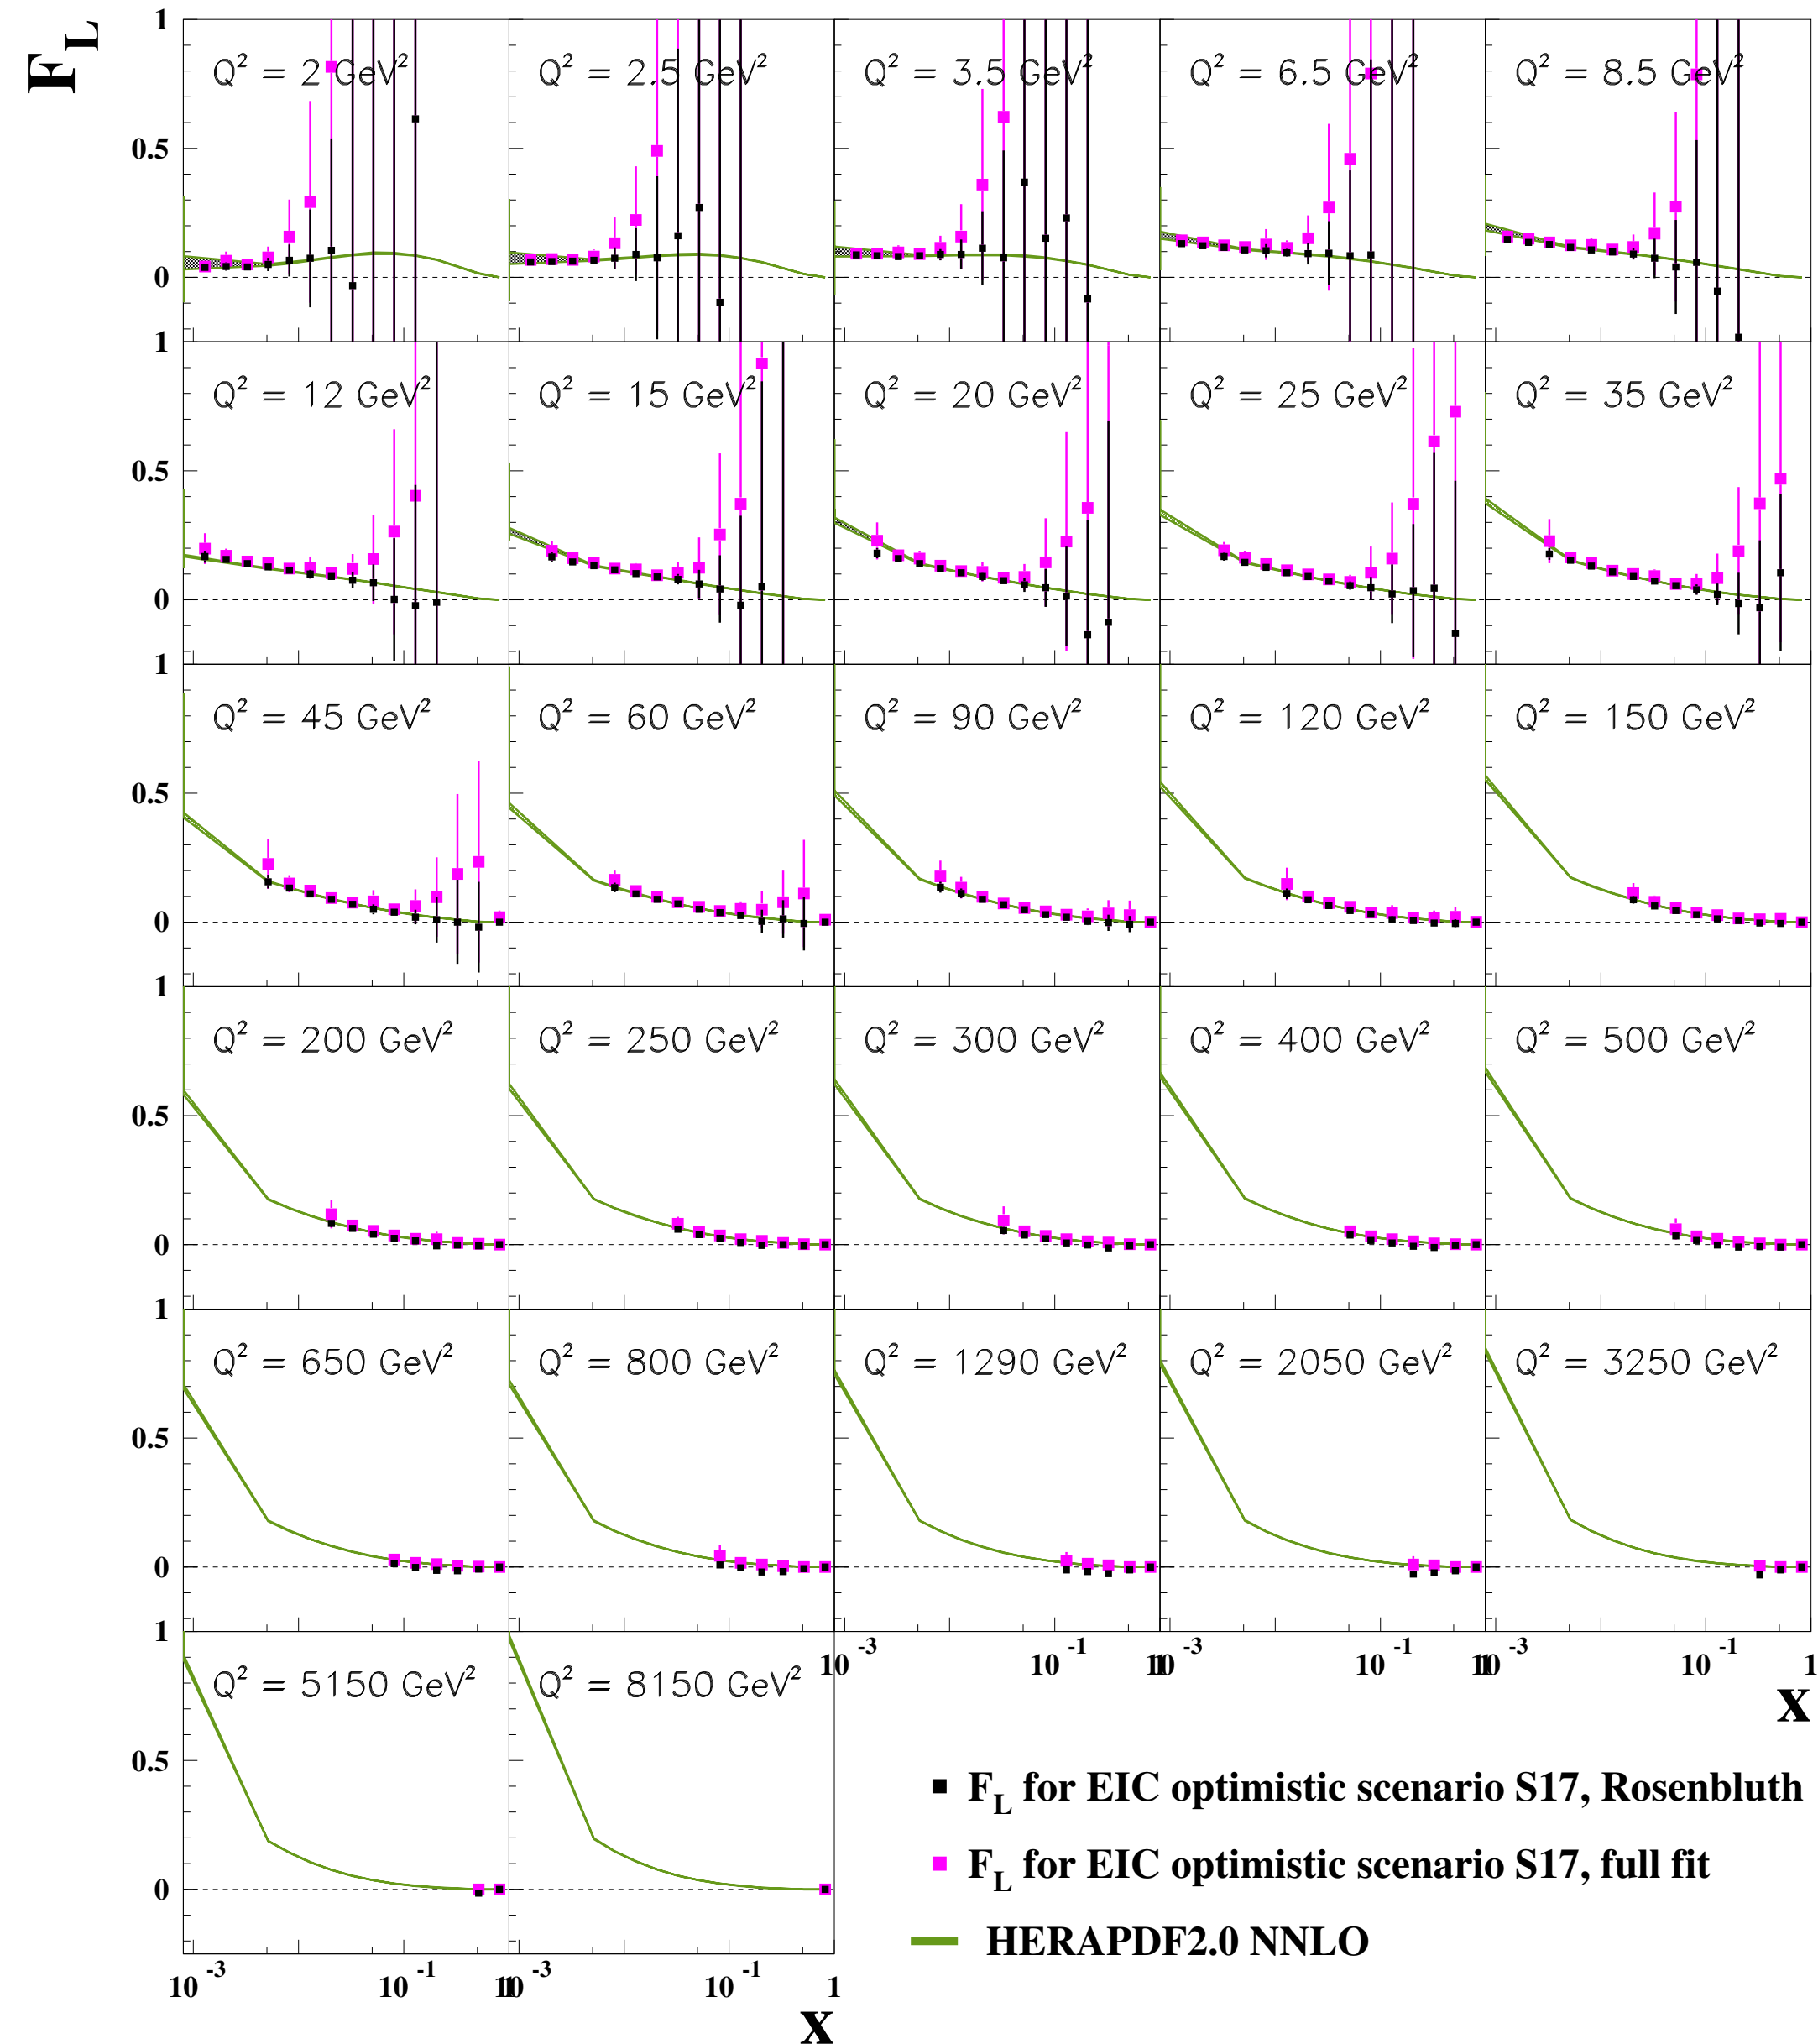 F_L
1 Q² = 2 GeV² Q² = 2.5 GeV² Q² = 3.5 GeV² Q² = 6.5 GeV² Q² = 8.5 GeV²
0.5
0
1 Q² = 12 GeV² Q² = 15 GeV² Q² = 20 GeV² Q² = 25 GeV² Q² = 35 GeV²
0.5
0
1 Q² = 45 GeV² Q² = 60 GeV² Q² = 90 GeV² Q² = 120 GeV² Q² = 150 GeV²
0.5
0
1 Q² = 200 GeV² Q² = 250 GeV² Q² = 300 GeV² Q² = 400 GeV² Q² = 500 GeV²
0.5
0
1 Q² = 650 GeV² Q² = 800 GeV² Q² = 1290 GeV² Q² = 2050 GeV² Q² = 3250 GeV²
0.5
0
1 Q² = 5150 GeV² Q² = 8150 GeV²
10⁻³ 10⁻¹ 1 10⁻³ 10⁻¹ 1 10⁻³ 10⁻¹ 1
x
0.5
0
F_L for EIC optimistic scenario S17, Rosenbluth
F_L for EIC optimistic scenario S17, full fit
HERAPDF2.0 NNLO
10⁻³ 10⁻¹ 1 10⁻³ 10⁻¹ 1
x